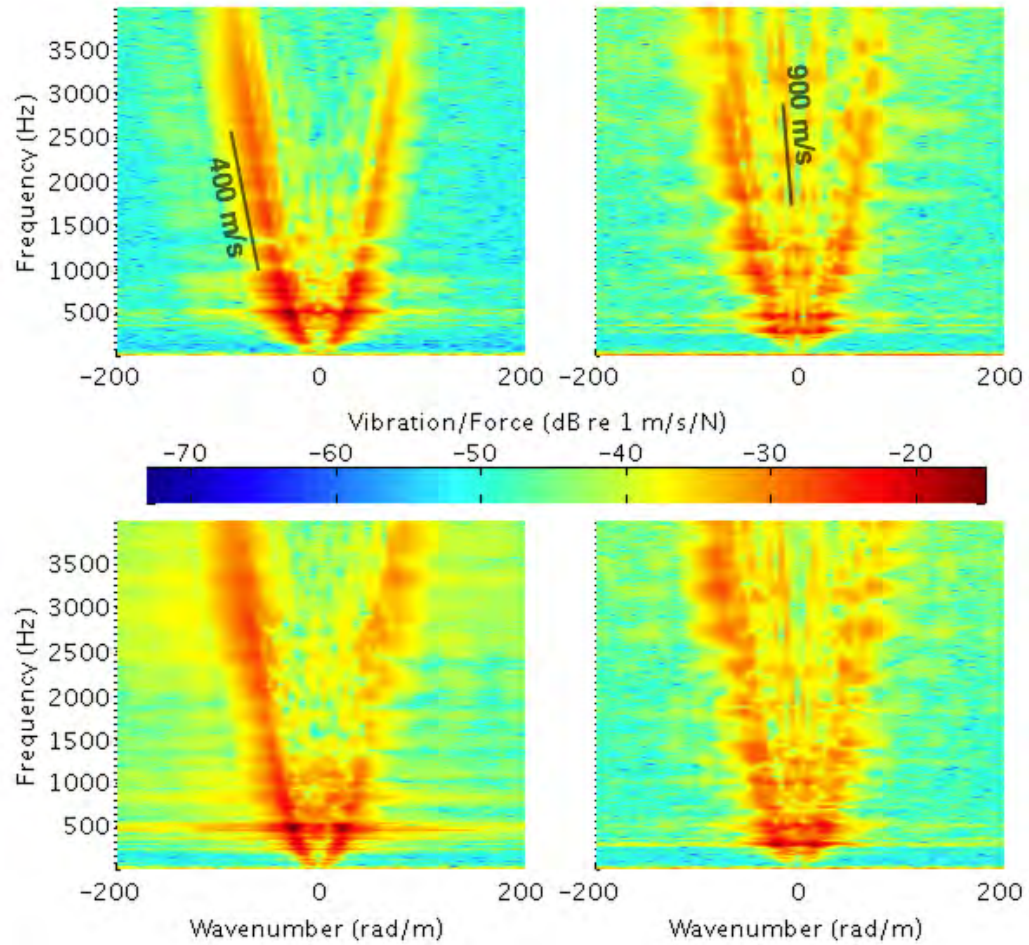 3500
3000
2500
2000
1500
1000
500
Frequency (Hz)
400 m/s
900 m/s
-200 0 200 -200 0 200
Vibration/Force (dB re 1 m/s/N)
-70 -60 -50 -40 -30 -20
3500
3000
2500
2000
1500
1000
500
Frequency (Hz)
-200 0 200 -200 0 200
Wavenumber (rad/m) Wavenumber (rad/m)